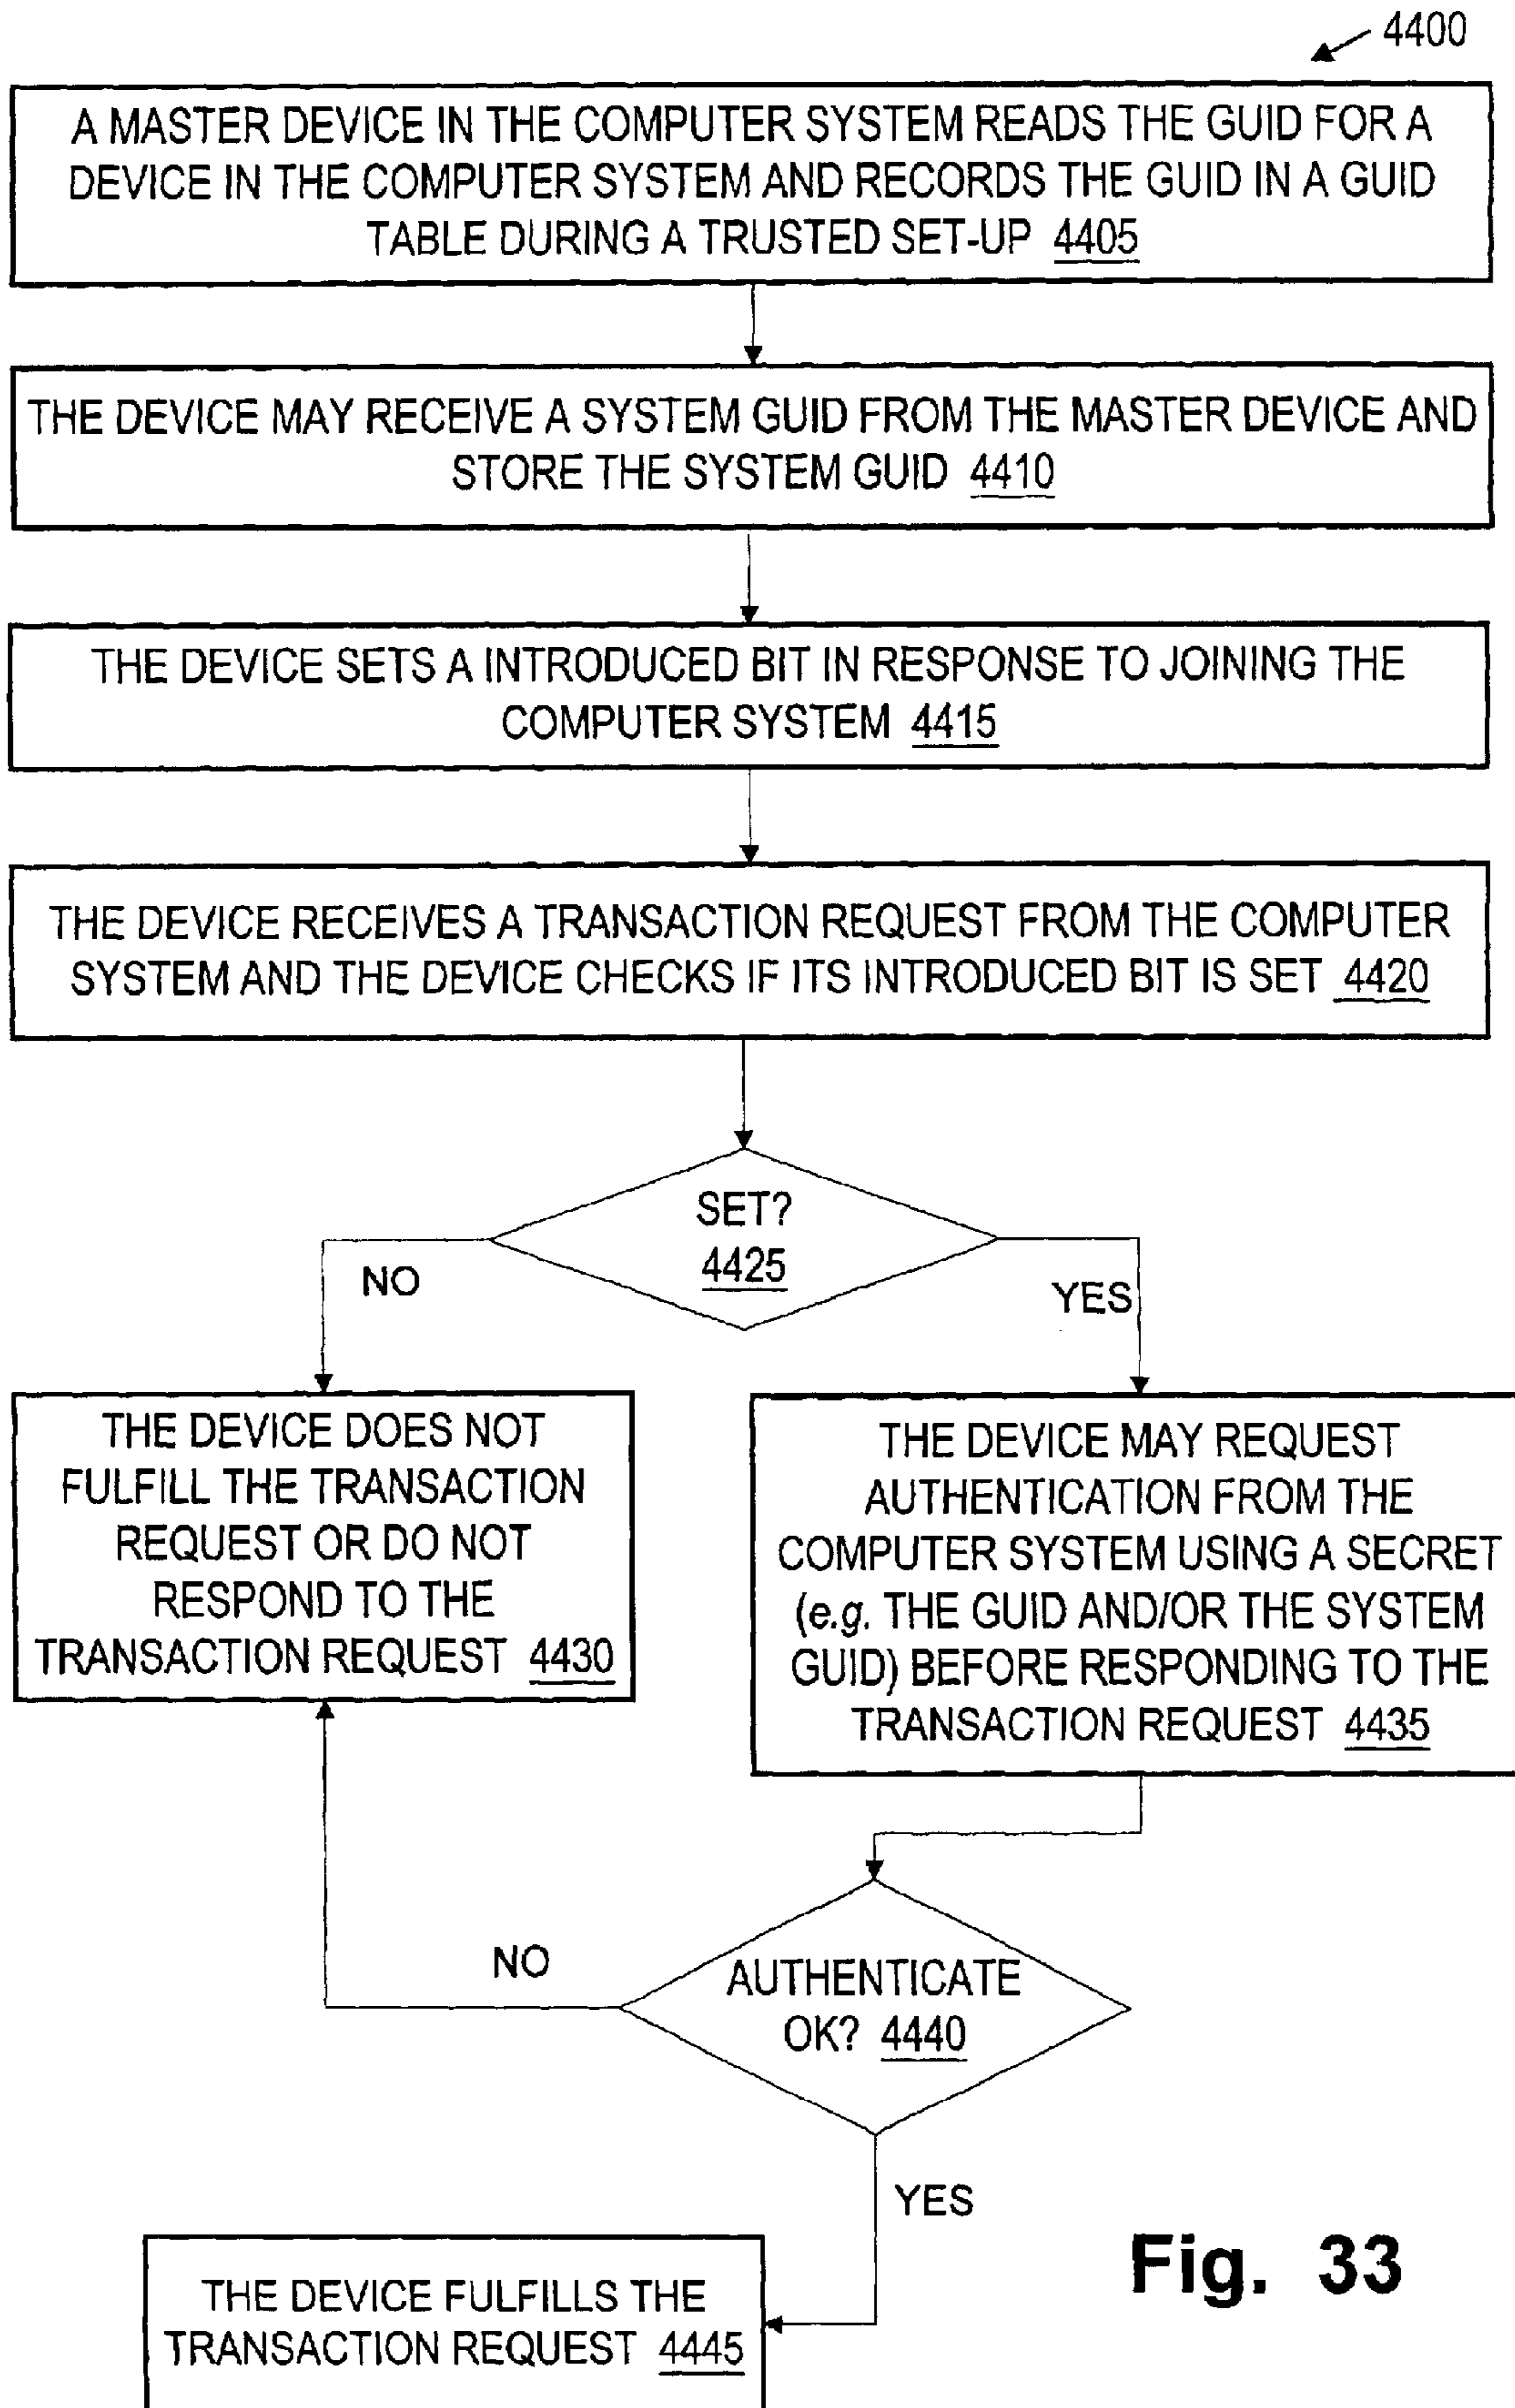 4400
A MASTER DEVICE IN THE COMPUTER SYSTEM READS THE GUID FOR A
DEVICE IN THE COMPUTER SYSTEM AND RECORDS THE GUID IN A GUID
TABLE DURING A TRUSTED SET-UP 4405
THE DEVICE MAY RECEIVE A SYSTEM GUID FROM THE MASTER DEVICE AND
STORE THE SYSTEM GUID 4410
THE DEVICE SETS A INTRODUCED BIT IN RESPONSE TO JOINING THE
COMPUTER SYSTEM 4415
THE DEVICE RECEIVES A TRANSACTION REQUEST FROM THE COMPUTER
SYSTEM AND THE DEVICE CHECKS IF ITS INTRODUCED BIT IS SET 4420
SET?
4425
NO
YES
THE DEVICE DOES NOT
FULFILL THE TRANSACTION
REQUEST OR DO NOT
RESPOND TO THE
TRANSACTION REQUEST 4430
THE DEVICE MAY REQUEST
AUTHENTICATION FROM THE
COMPUTER SYSTEM USING A SECRET
(e.g. THE GUID AND/OR THE SYSTEM
GUID) BEFORE RESPONDING TO THE
TRANSACTION REQUEST 4435
NO
AUTHENTICATE
OK? 4440
YES
THE DEVICE FULFILLS THE
TRANSACTION REQUEST 4445
Fig. 33